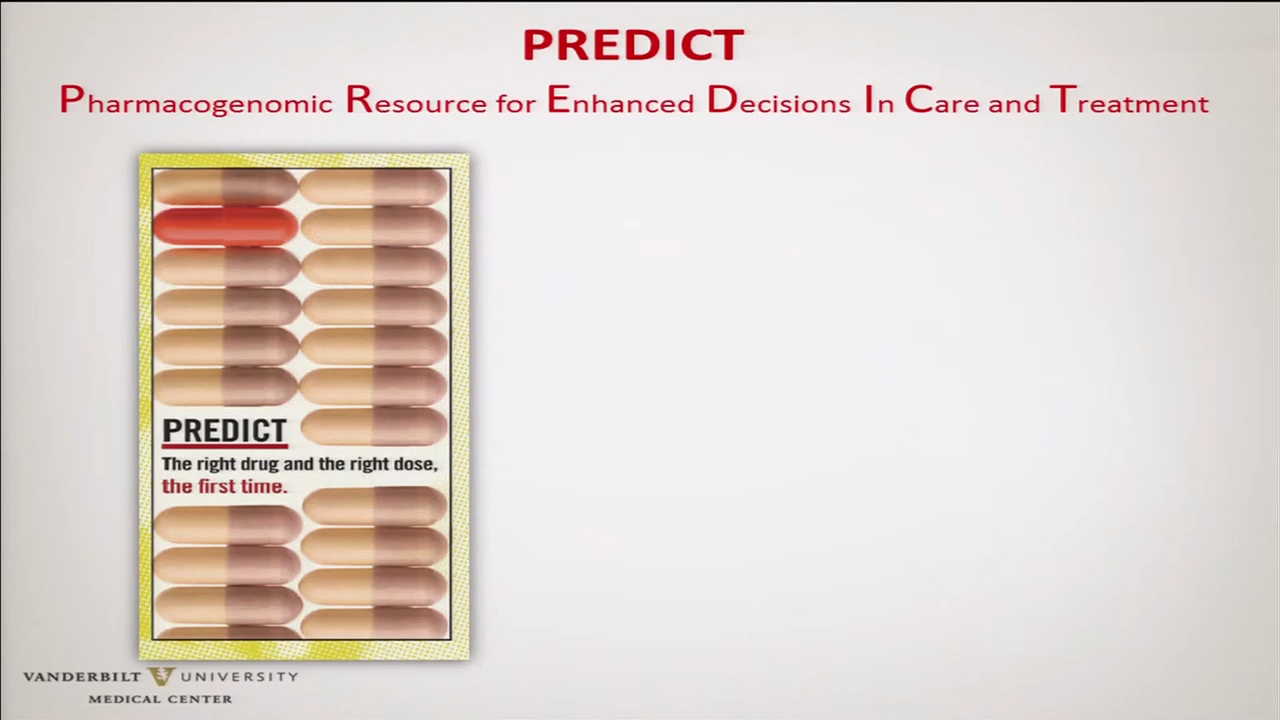 PREDICT
Pharmacogenomic Resource for Enhanced Decisions In Care and Treatment
PREDICT
The right drug and the right dose,
the first time.
VANDERBILT UNIVERSITY
MEDICAL CENTER